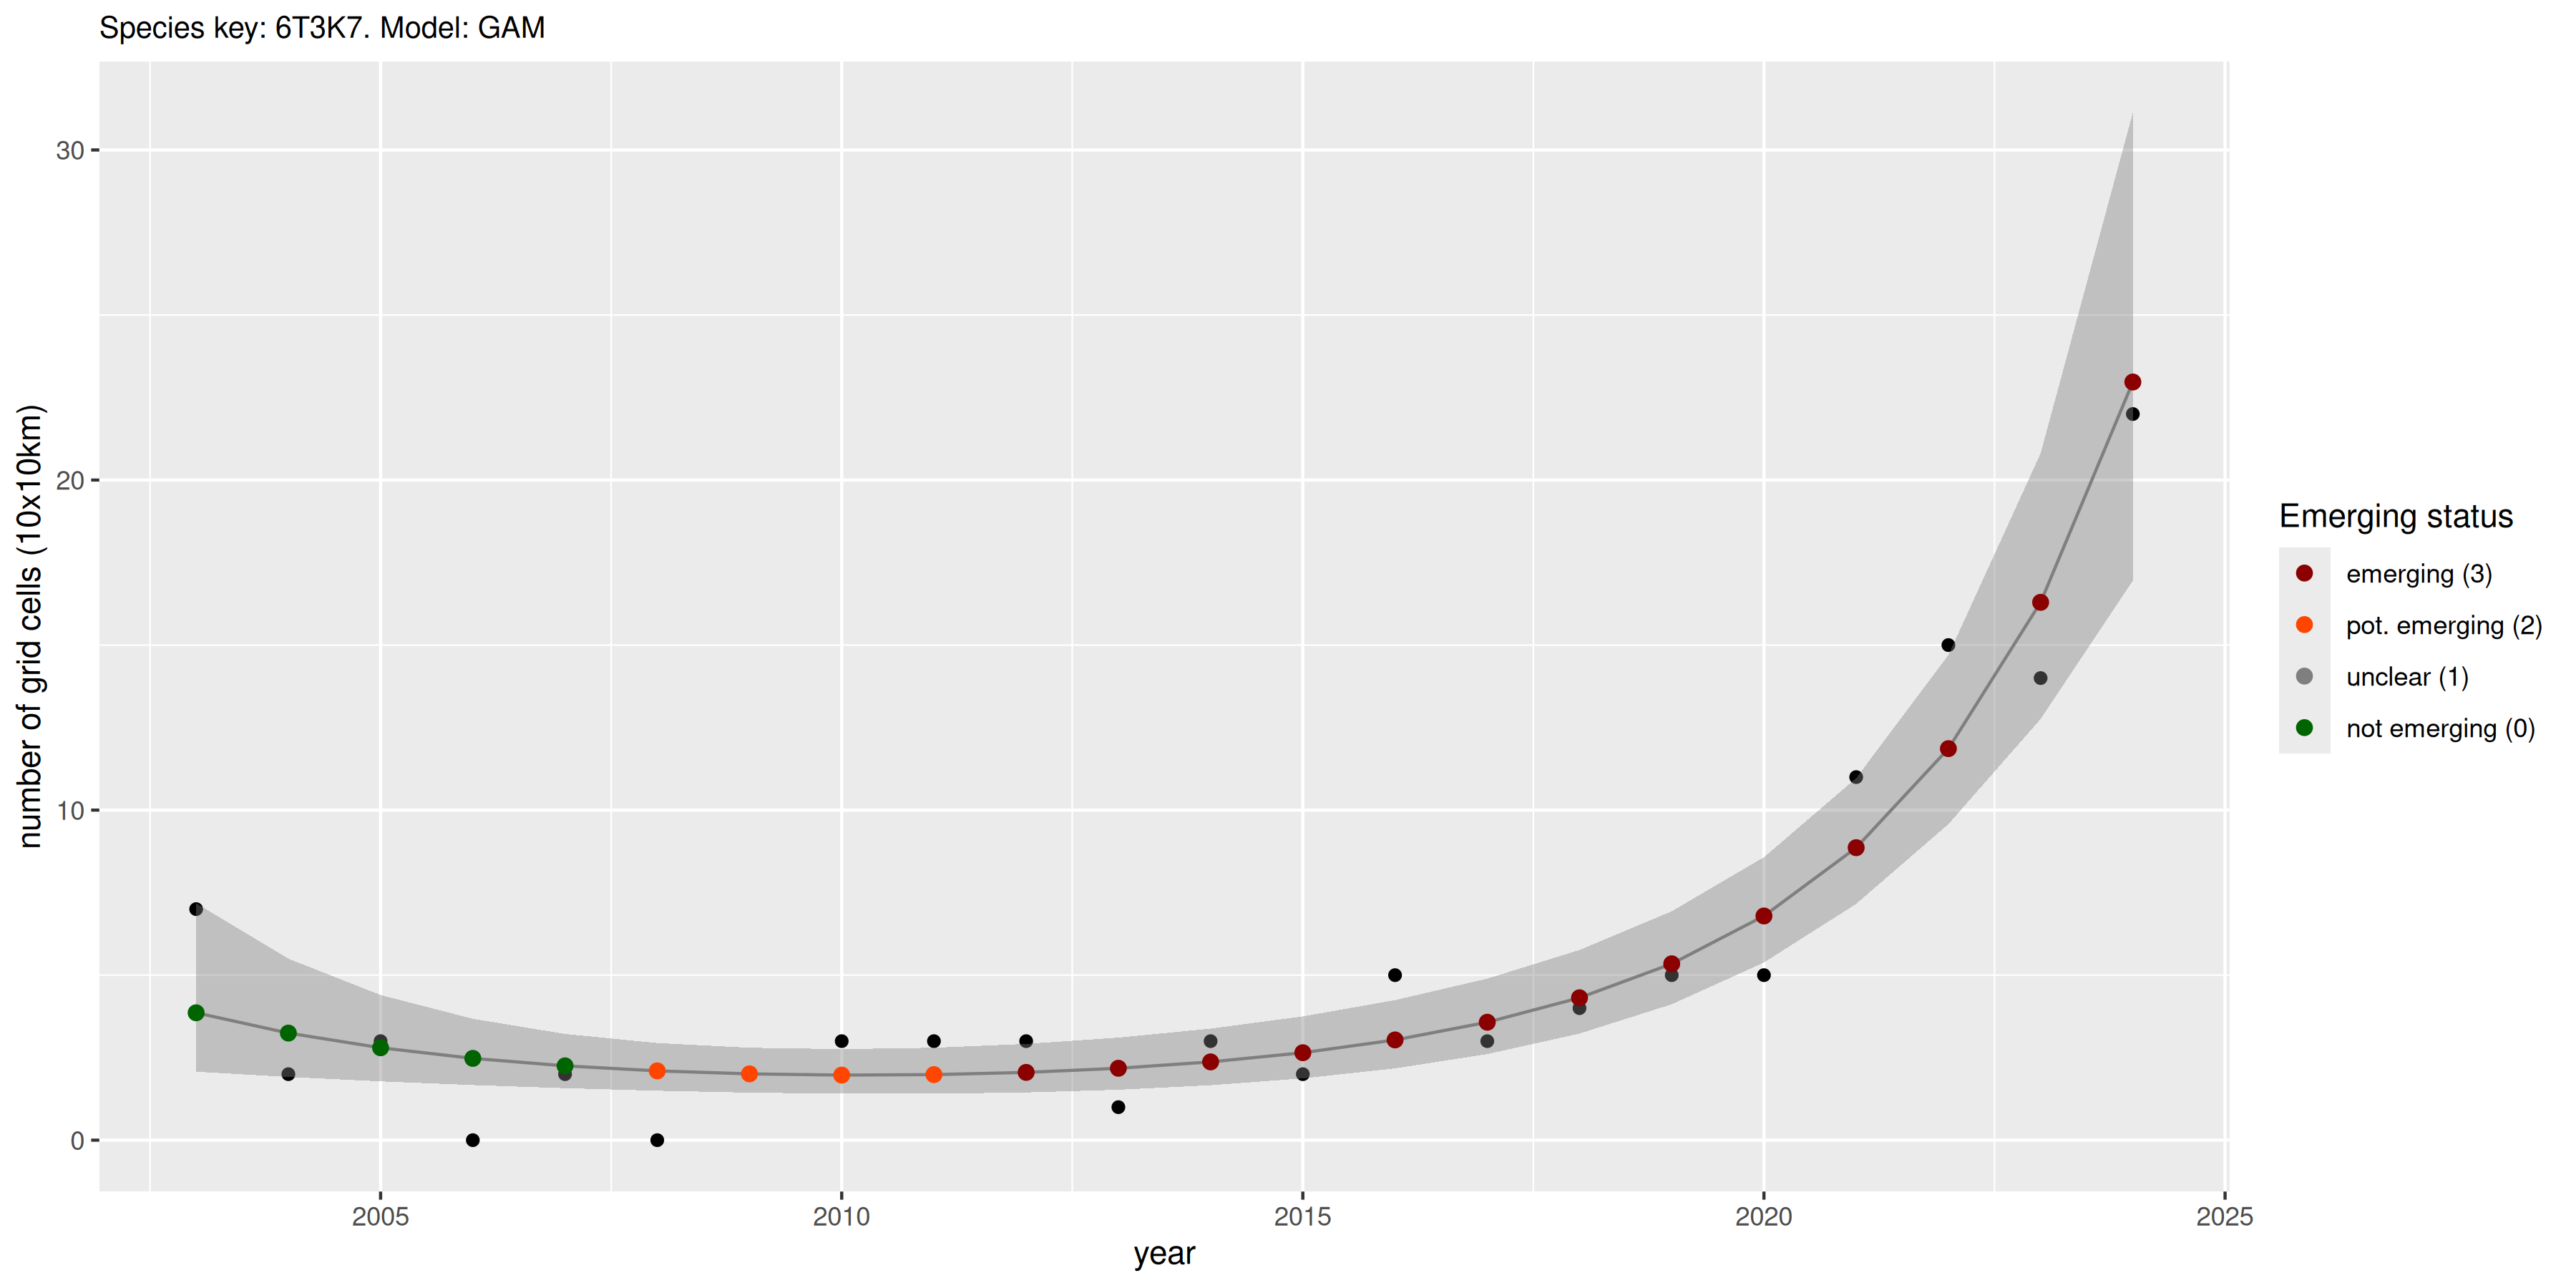 Species key: 6T3K7. Model: GAM
number of grid cells (10x10km)
30
20
10
0
2005
2010
2015
2020
2025
year
Emerging status
emerging (3)
pot. emerging (2)
unclear (1)
not emerging (0)